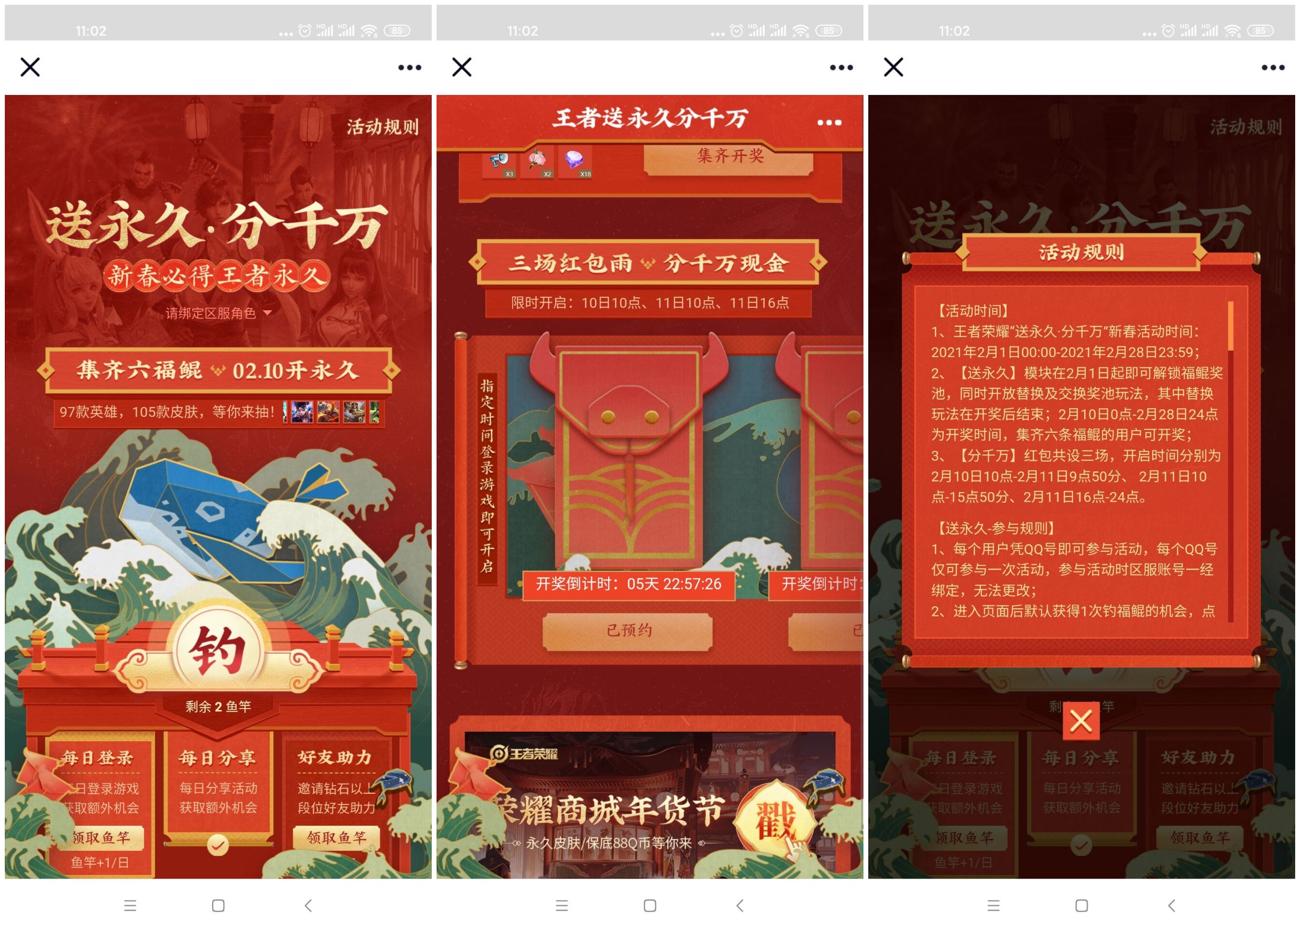 11:02
HD HD 85
活动规则
送永久·分千万
新春必得王者永久
请绑定区服角色
集齐六福鲲 02.10开永久
97款英雄，105款皮肤，等你来抽！
钓
剩余 2 鱼竿
每日登录
日登录游戏
获取额外机会
领取鱼竿
鱼竿+1/日
每日分享
每日分享活动
获取额外机会
好友助力
邀请钻石以上
段位好友助力
领取鱼竿
11:02
HD HD 85
王者送永久分千万
X3 X2 X18
集齐开奖
三场红包雨 分千万现金
限时开启：10日10点、11日10点、11日16点
指定时间登录游戏即可开启
开奖倒计时：05天 22:57:26
开奖倒计时：
已预约
已
王者荣耀
荣耀商城年货节
永久皮肤/保底88Q币等你来
戳
11:02
HD HD 85
活动规则
送永久·分千万
活动规则
【活动时间】
1、王者荣耀“送永久·分千万”新春活动时间：
2021年2月1日00:00-2021年2月28日23:59；
2、【送永久】模块在2月1日起即可解锁福鲲奖
池，同时开放替换及交换奖池玩法，其中替换
玩法在开奖后结束；2月10日0点-2月28日24点
为开奖时间，集齐六条福鲲的用户可开奖；
3、【分千万】红包共设三场，开启时间分别为
2月10日10点-2月11日9点50分、 2月11日10
点-15点50分、2月11日16点-24点。
【送永久-参与规则】
1、每个用户凭QQ号即可参与活动，每个QQ号
仅可参与一次活动，参与活动时区服账号一经
绑定，无法更改；
2、进入页面后默认获得1次钓福鲲的机会，点
剩 竿
每日登录
日登录游戏
获取额外机会
领取鱼竿
鱼竿+1/日
每日分享
每日分享活动
获取额外机会
好友助力
邀请钻石以上
段位好友助力
领取鱼竿